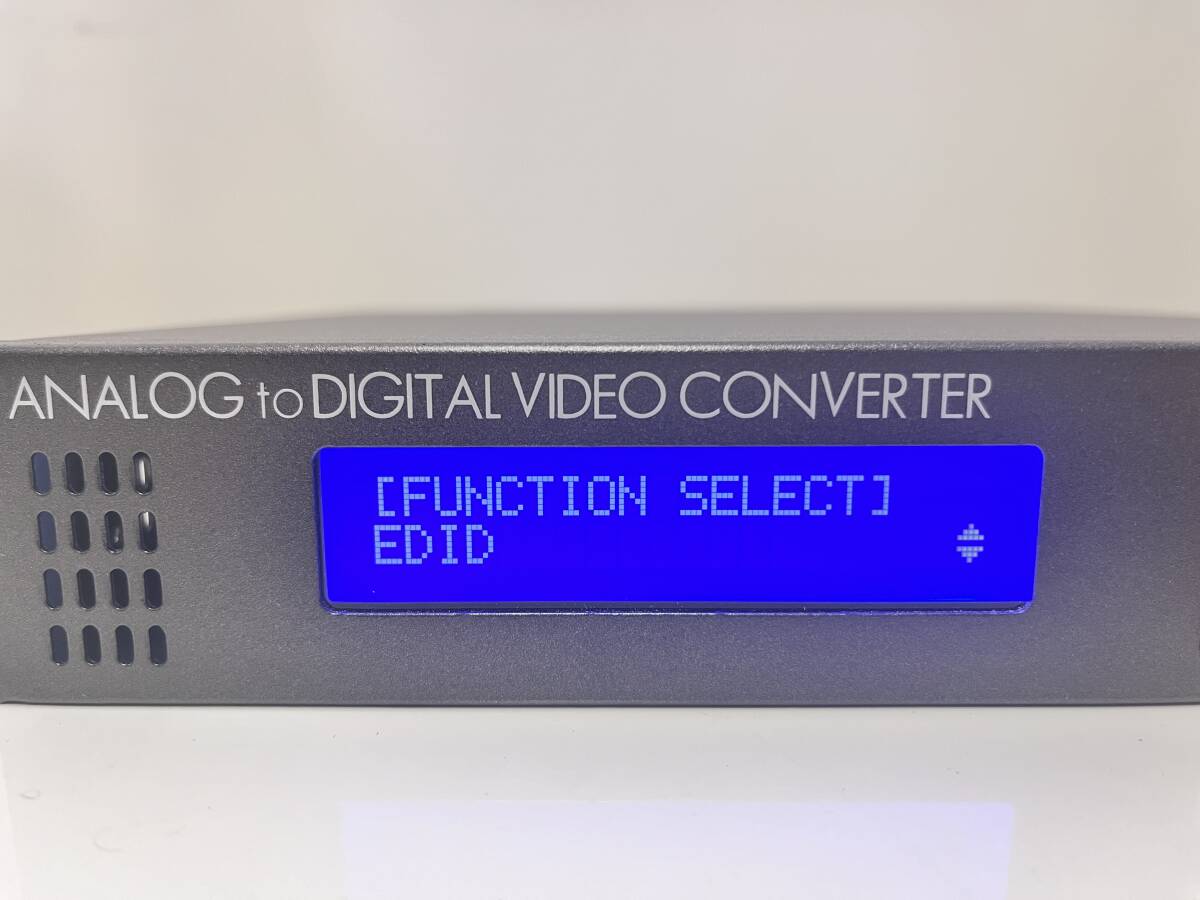 ANALOG to DIGITAL VIDEO CONVERTER
[FUNCTION SELECT]
EDID